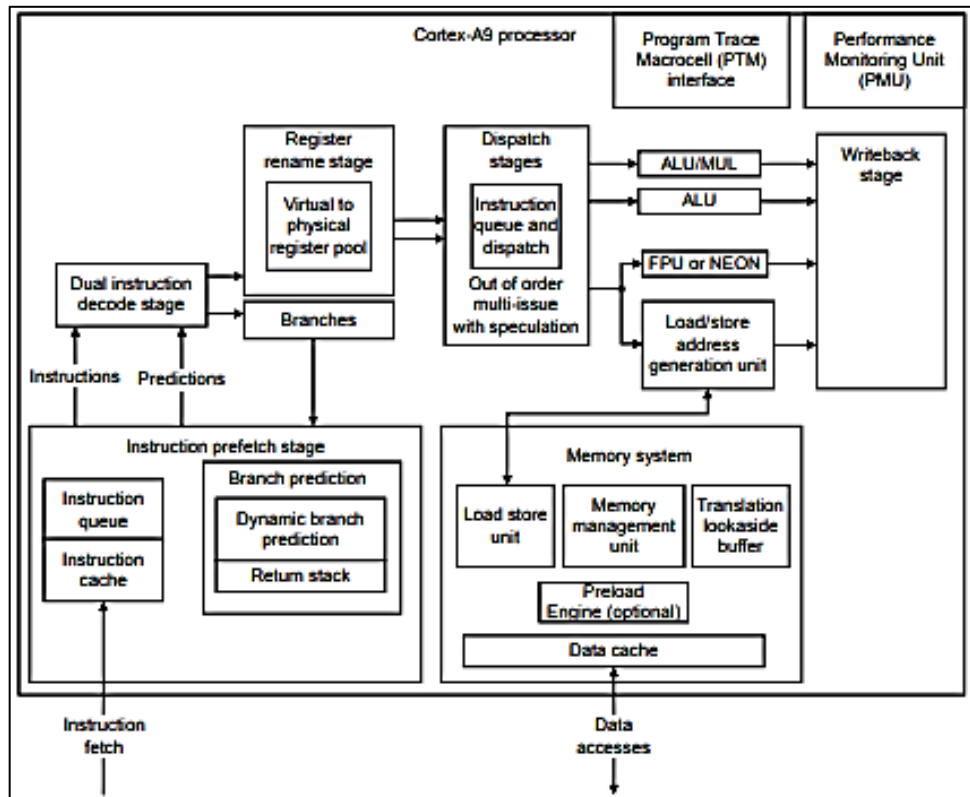 Cortex-A9 processor
Program Trace
Macrocell (PTM)
interface
Performance
Monitoring Unit
(PMU)
Register
rename stage
Virtual to
physical
register pool
Dispatch
stages
Instruction
queue and
dispatch
Out of order
multi-issue
with speculation
ALU/MUL
ALU
FPU or NEON
Load/store
address
generation unit
Writeback
stage
Dual instruction
decode stage
Branches
Instructions
Predictions
Instruction prefetch stage
Instruction
queue
Instruction
cache
Branch prediction
Dynamic branch
prediction
Return stack
Memory system
Load store
unit
Memory
management
unit
Translation
lookaside
buffer
Preload
Engine (optional)
Data cache
Instruction
fetch
Data
accesses